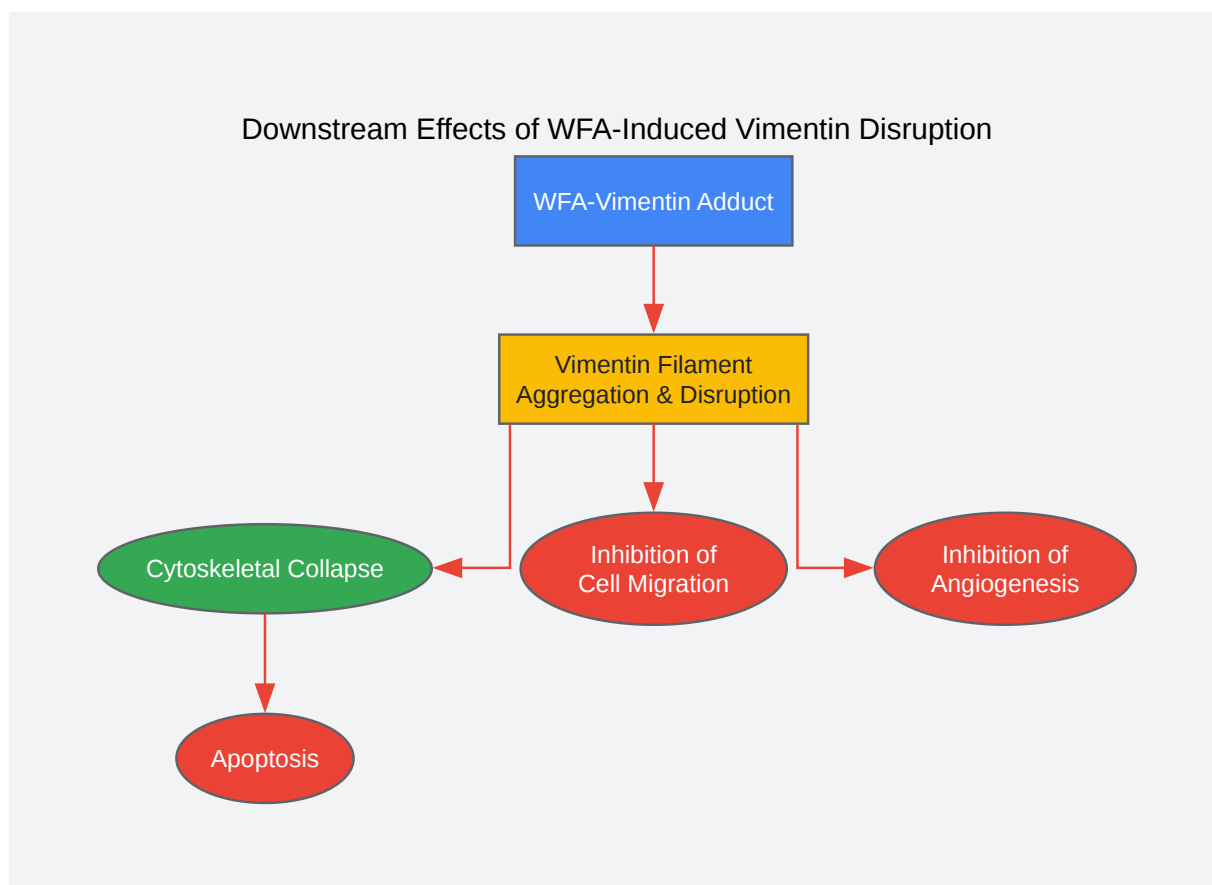 Downstream Effects of WFA-Induced Vimentin Disruption
WFA-Vimentin Adduct
Vimentin Filament
Aggregation & Disruption
Cytoskeletal Collapse
Inhibition of
Cell Migration
Inhibition of
Angiogenesis
Apoptosis